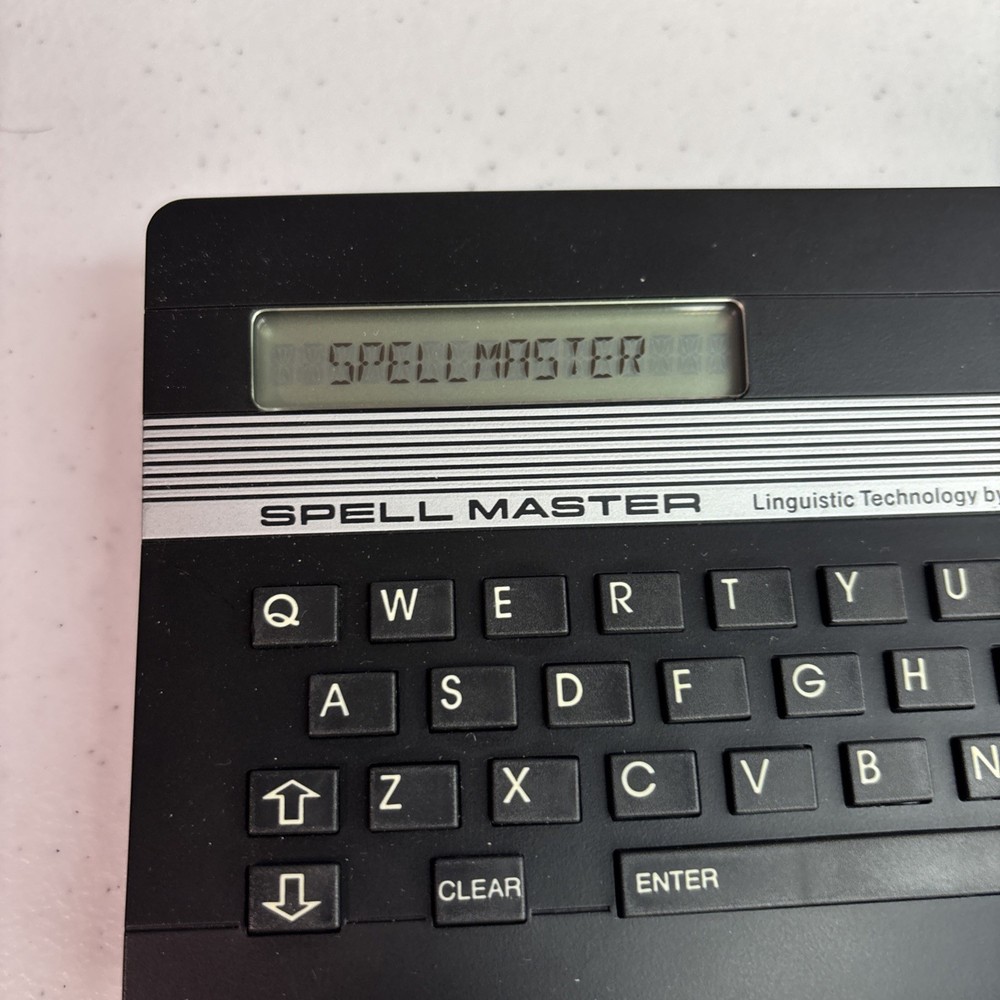 SPELLMASTER
SPELL MASTER Linguistic Technology by
Q W E R T Y U
A S D F G H
Z X C V B N
CLEAR ENTER